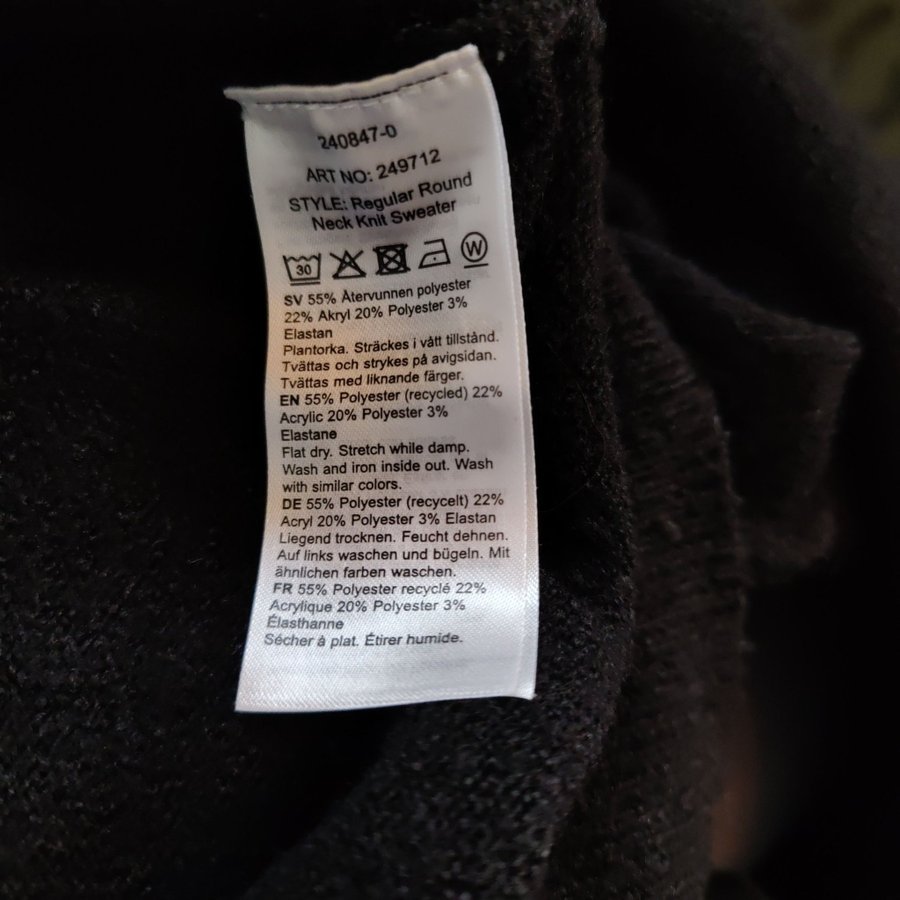 240847-0
ART NO: 249712
STYLE: Regular Round
Neck Knit Sweater
30
W
SV 55% Återvunnen polyester
22% Akryl 20% Polyester 3%
Elastan
Plantorka. Sträckes i vått tillstånd.
Tvättas och strykes på avigsidan.
Tvättas med liknande färger.
EN 55% Polyester (recycled) 22%
Acrylic 20% Polyester 3%
Elastane
Flat dry. Stretch while damp.
Wash and iron inside out. Wash
with similar colors.
DE 55% Polyester (recycelt) 22%
Acryl 20% Polyester 3% Elastan
Liegend trocknen. Feucht dehnen.
Auf links waschen und bügeln. Mit
ähnlichen farben waschen.
FR 55% Polyester recyclé 22%
Acrylique 20% Polyester 3%
Élasthanne
Sécher à plat. Étirer humide.